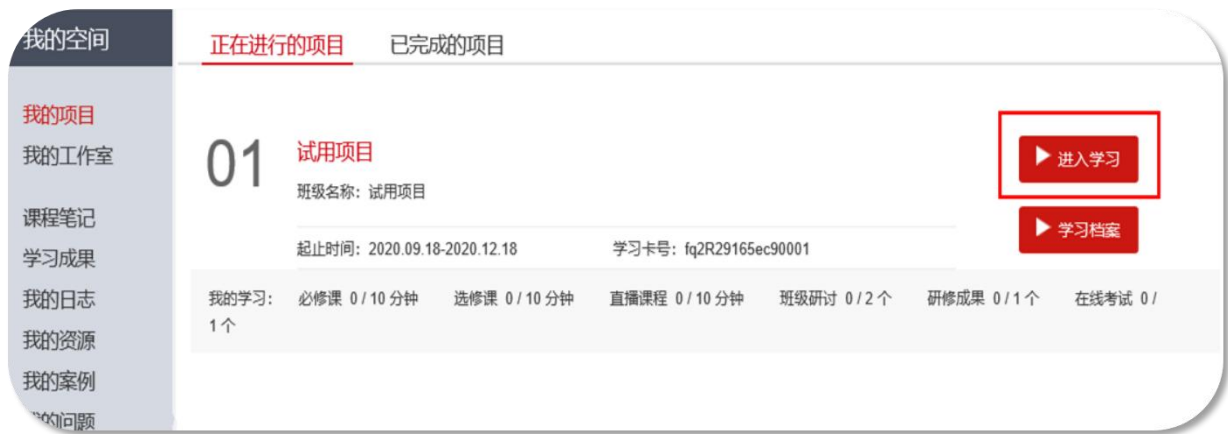 我的空间
正在进行的项目 已完成的项目
我的项目
我的工作室
课程笔记
学习成果
我的日志
我的资源
我的案例
我的问题
01
试用项目
班级名称：试用项目
起止时间：2020.09.18-2020.12.18 学习卡号：fq2R29165ec90001
进入学习
学习档案
我的学习： 必修课 0 / 10 分钟 选修课 0 / 10 分钟 直播课程 0 / 10 分钟 班级研讨 0 / 2 个 研修成果 0 / 1 个 在线考试 0 /
1 个